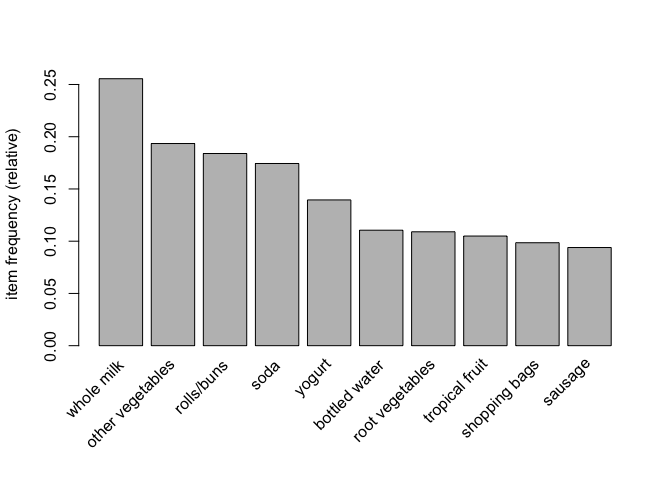 item frequency (relative)
0.25
0.20
0.15
0.10
0.05
0.00
whole milk
other vegetables
rolls/buns
soda
yogurt
bottled water
root vegetables
tropical fruit
shopping bags
sausage